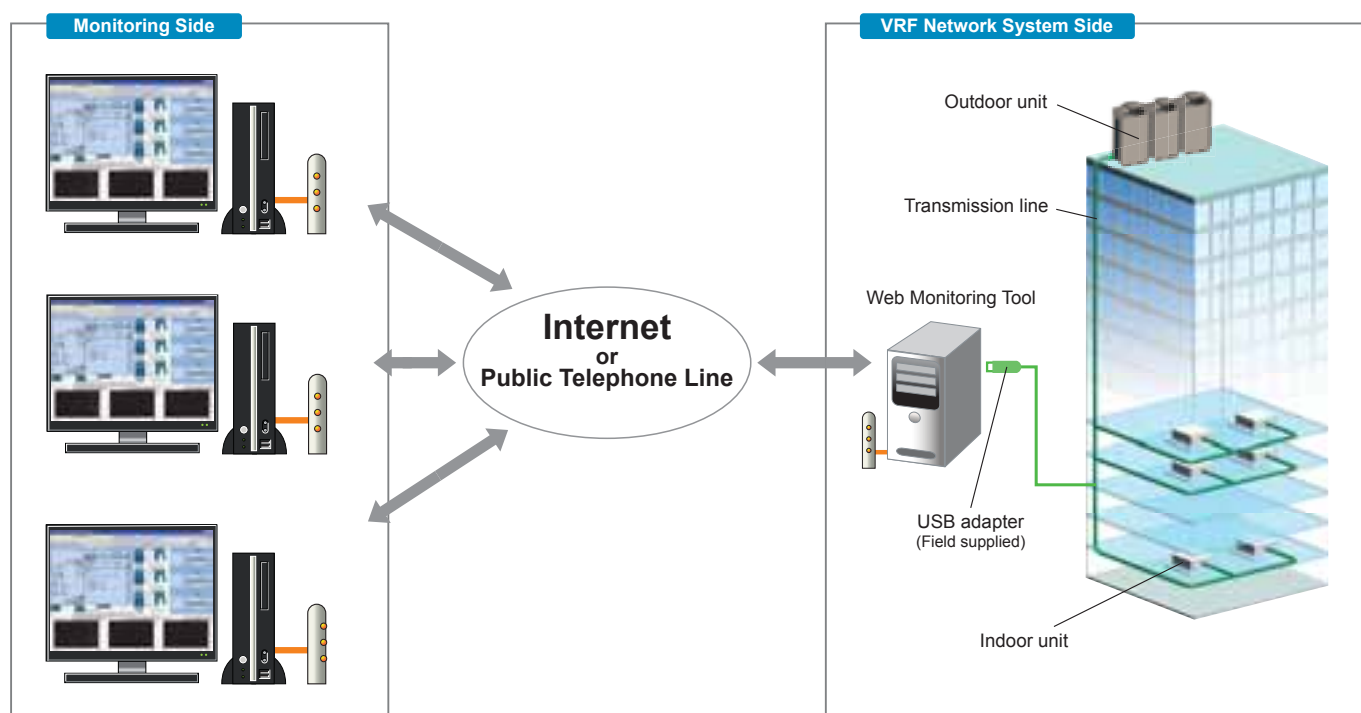 Monitoring Side
VRF Network System Side
Outdoor unit
Transmission line
Web Monitoring Tool
Internet
or
Public Telephone Line
USB adapter
(Field supplied)
Indoor unit